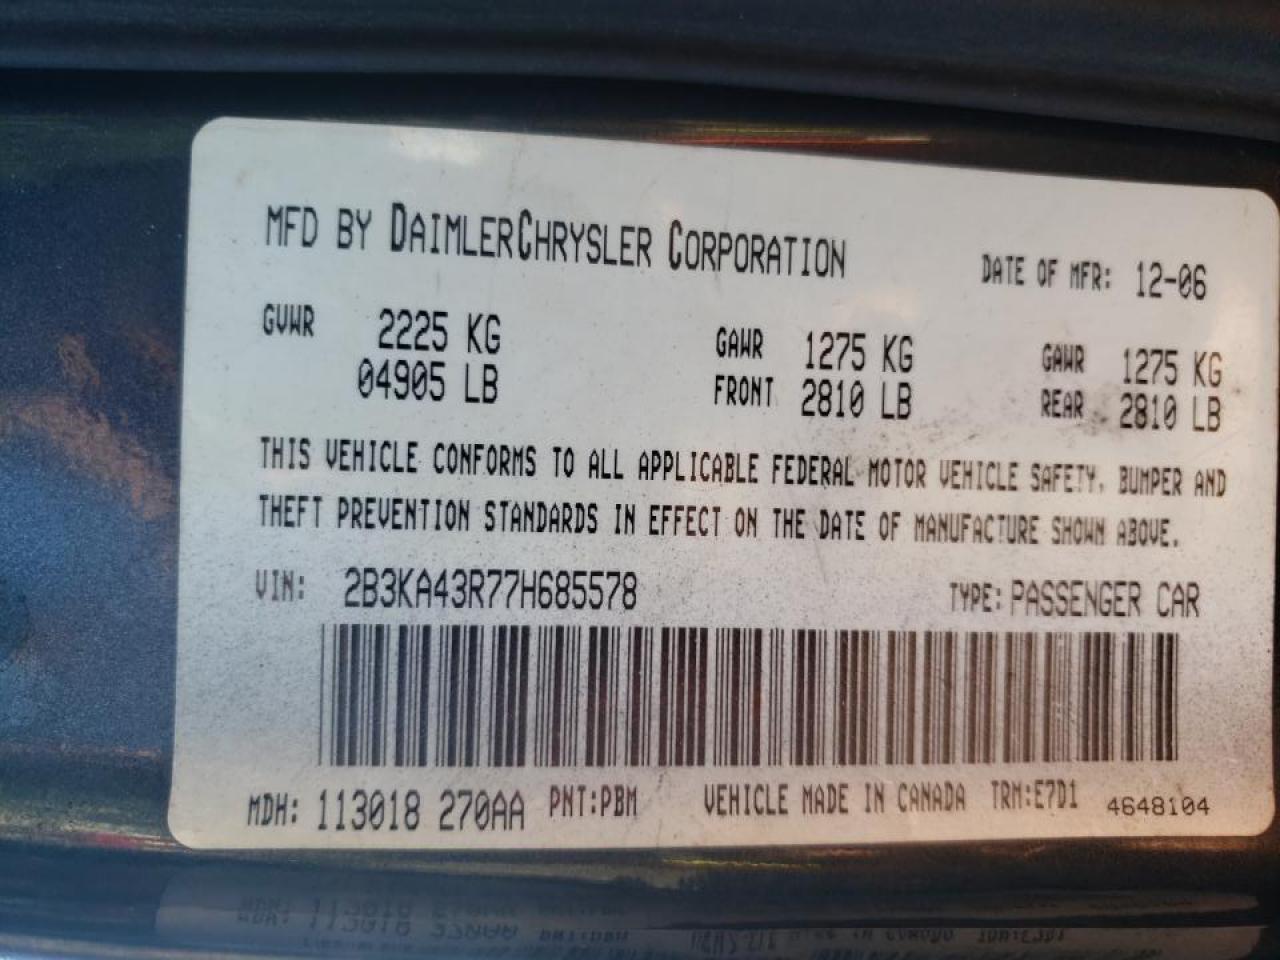 MFD BY DAIMLERCHRYSLER CORPORATION DATE OF MFR: 12-06
GVWR 2225 KG GAWR 1275 KG GAWR 1275 KG
04905 LB FRONT 2810 LB REAR 2810 LB
THIS VEHICLE CONFORMS TO ALL APPLICABLE FEDERAL MOTOR VEHICLE SAFETY, BUMPER AND
THEFT PREVENTION STANDARDS IN EFFECT ON THE DATE OF MANUFACTURE SHOWN ABOVE.
VIN: 2B3KA43R77H685578 TYPE: PASSENGER CAR
MDH: 113018 270AA PNT:PBM VEHICLE MADE IN CANADA TRM:E7D1 4648104